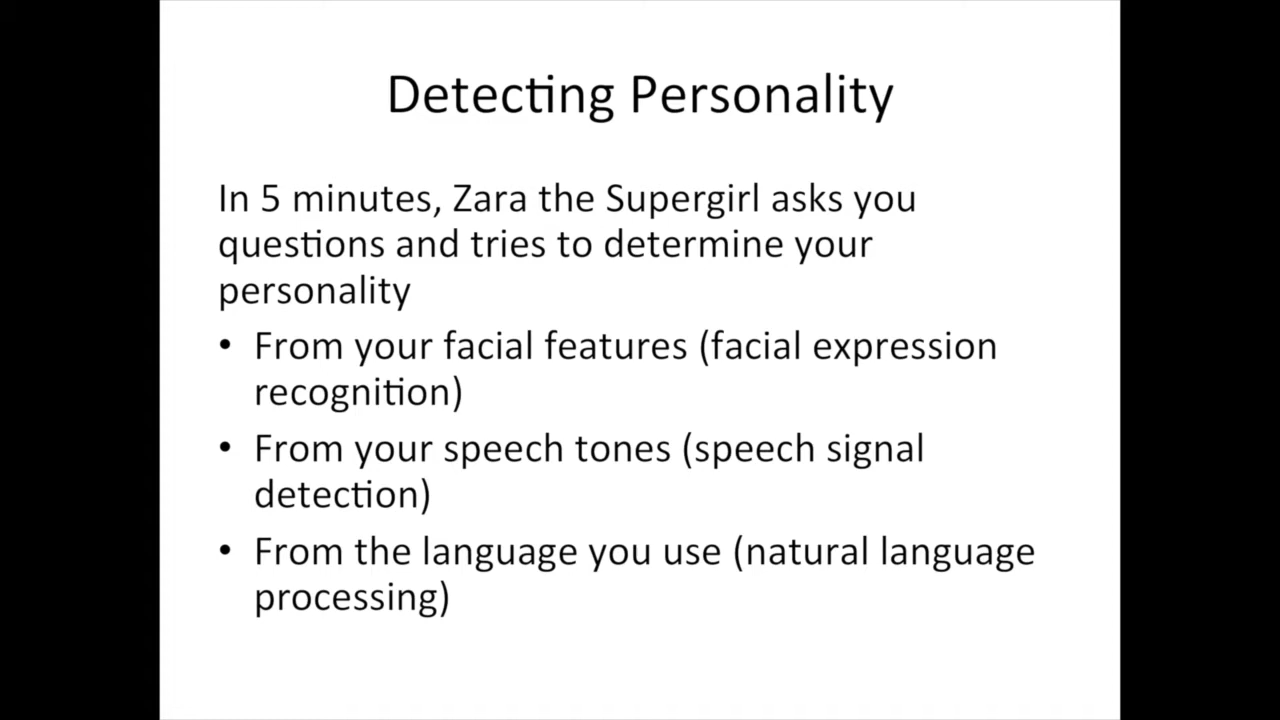 Detecting Personality
In 5 minutes, Zara the Supergirl asks you
questions and tries to determine your
personality
• From your facial features (facial expression
recognition)
• From your speech tones (speech signal
detection)
• From the language you use (natural language
processing)